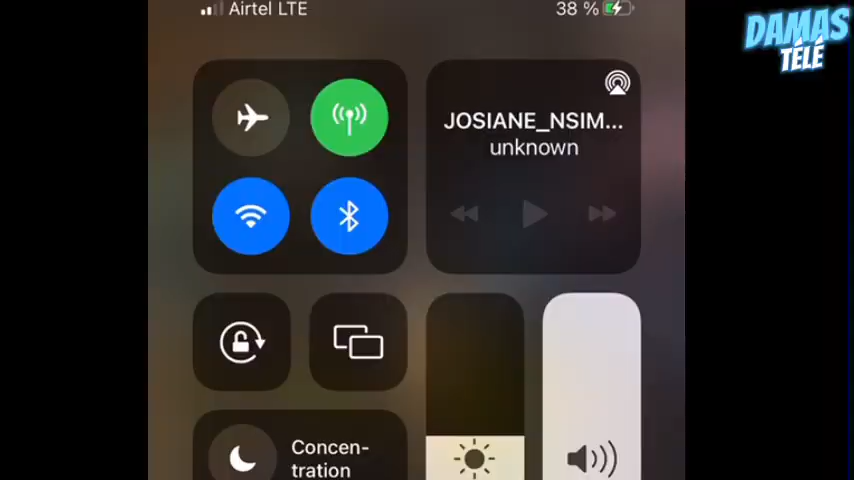 Airtel LTE
38 %
DAMAS
TÉLÉ
JOSIANE_NSIM...
unknown
Concen-
tration